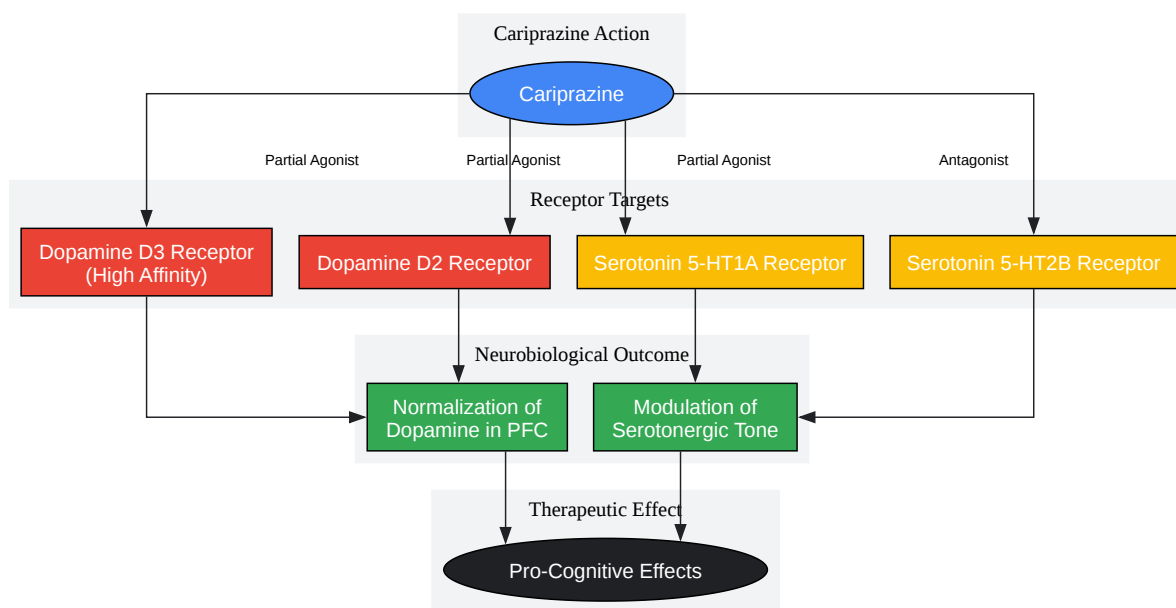 Cariprazine Action
Cariprazine
Partial Agonist
Partial Agonist
Partial Agonist
Antagonist
Receptor Targets
Dopamine D3 Receptor
(High Affinity)
Dopamine D2 Receptor
Serotonin 5-HT1A Receptor
Serotonin 5-HT2B Receptor
Neurobiological Outcome
Normalization of
Dopamine in PFC
Modulation of
Serotonergic Tone
Therapeutic Effect
Pro-Cognitive Effects